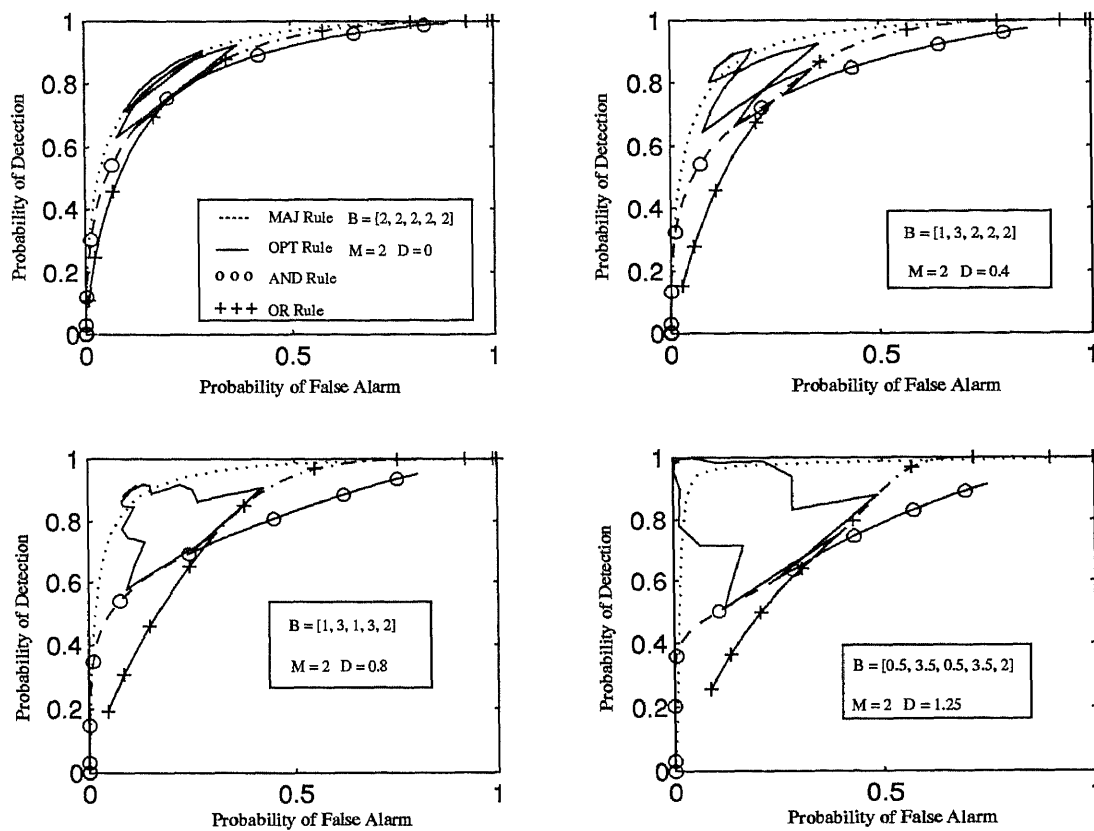 1
0.8
0.6
0.4
0.2
0
Probability of Detection
MAJ Rule B = [2, 2, 2, 2, 2]
OPT Rule M = 2 D = 0
AND Rule
OR Rule
0
0.5
1
Probability of False Alarm
1
0.8
0.6
0.4
0.2
0
Probability of Detection
B = [1, 3, 2, 2, 2]
M = 2 D = 0.4
0
0.5
1
Probability of False Alarm
1
0.8
0.6
0.4
0.2
0
Probability of Detection
B = [1, 3, 1, 3, 2]
M = 2 D = 0.8
0
0.5
1
Probability of False Alarm
1
0.8
0.6
0.4
0.2
0
Probability of Detection
B = [0.5, 3.5, 0.5, 3.5, 2]
M = 2 D = 1.25
0
0.5
1
Probability of False Alarm